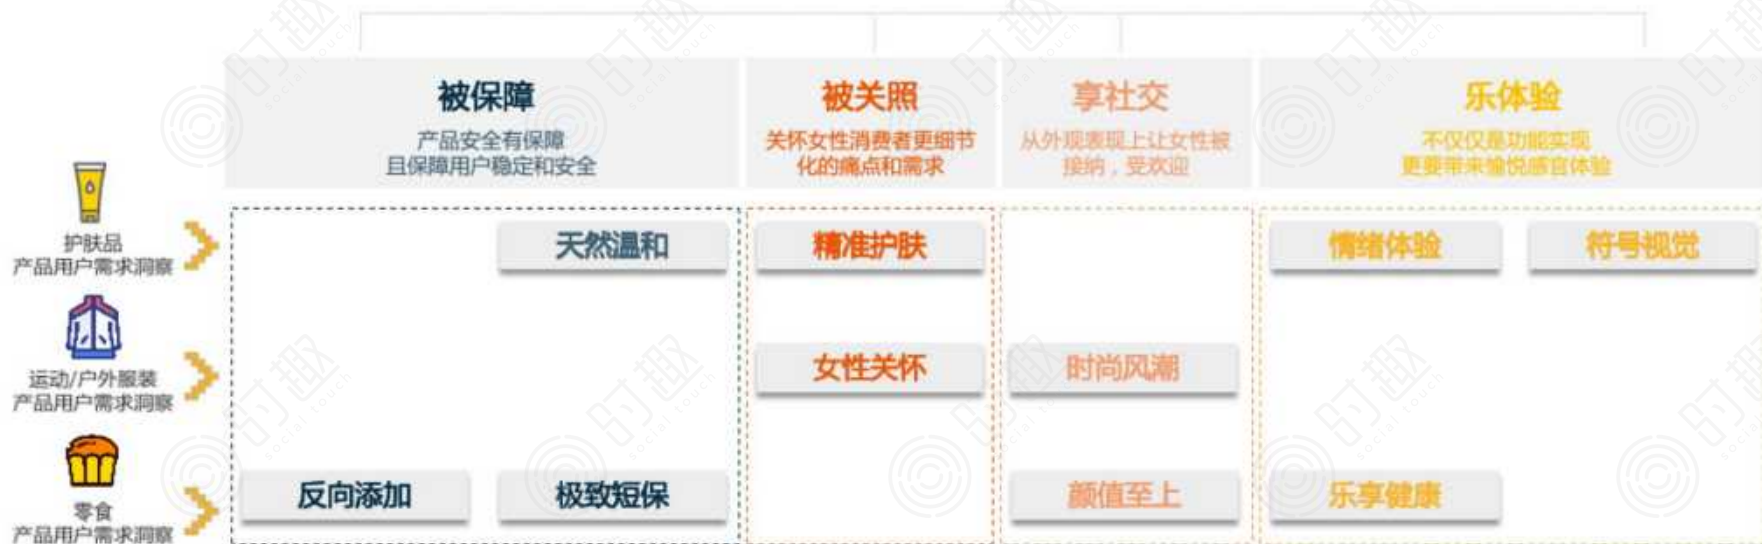 被保障
产品安全有保障
且保障用户稳定和安全
被关照
关怀女性消费者更细节
化的痛点和需求
享社交
从外观表现上让女性被
接纳，受欢迎
乐体验
不仅仅是功能实现
更要带来愉悦感官体验
护肤品
产品用户需求洞察
天然温和
精准护肤
情绪体验
符号视觉
运动/户外服装
产品用户需求洞察
女性关怀
时尚风潮
零食
产品用户需求洞察
反向添加
极致短保
颜值至上
乐享健康
时趣
social touch